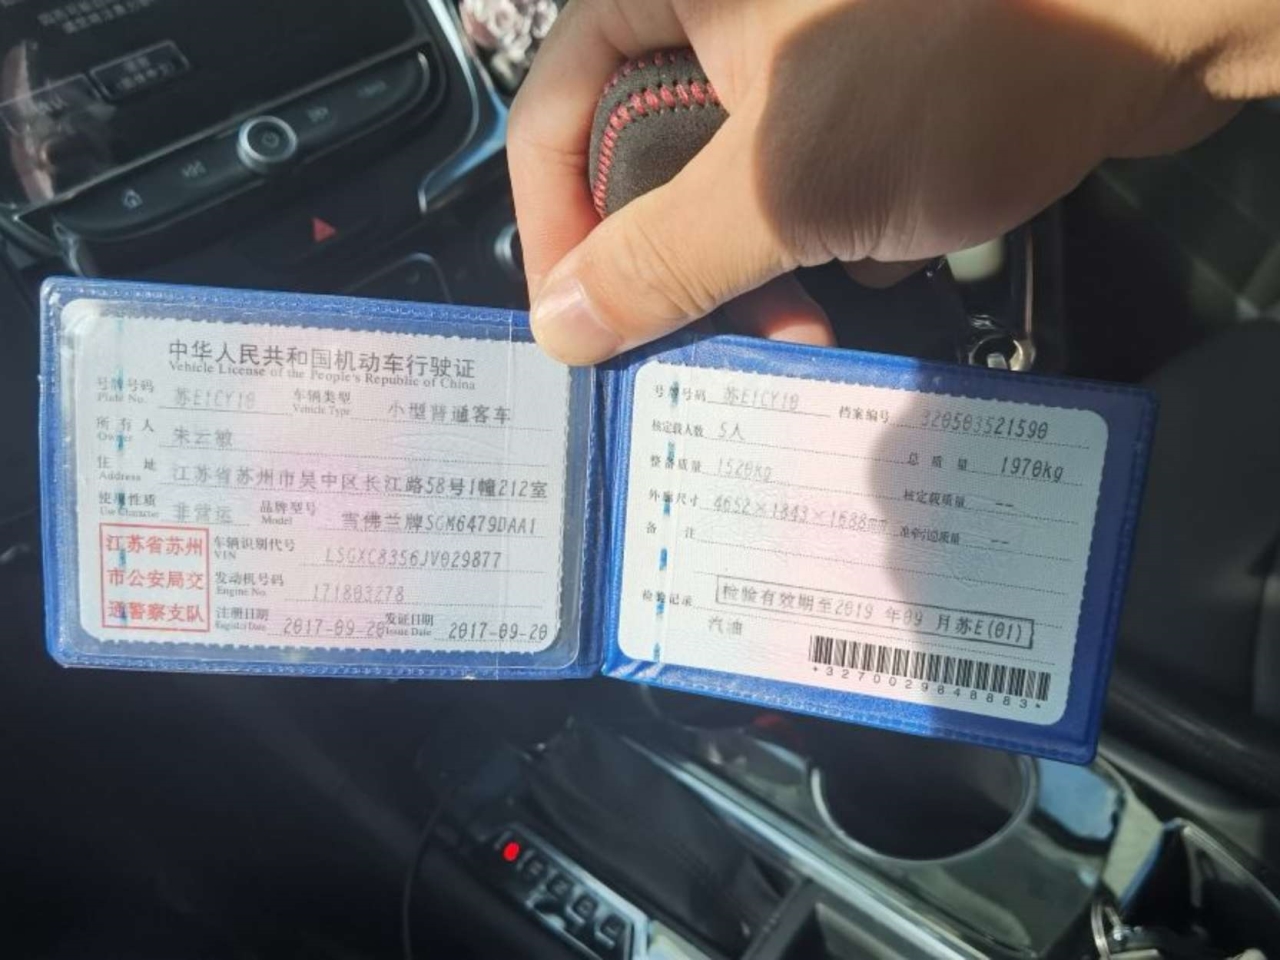 中华人民共和国机动车行驶证
Vehicle License of the People's Republic of China
号牌号码 苏E1CY10 车辆类型 小型普通客车
Plate No. Vehicle Type
所有人 朱云敏
Owner
住址 江苏省苏州市吴中区长江路58号1幢212室
Address
使用性质 非营运 品牌型号 雪佛兰牌SGM6479DAA1
Use Character Model
江苏省苏州
市公安局交
通警察支队
车辆识别代号 LSGXC8356JV029877
VIN
发动机号码 171803278
Engine No.
注册日期 2017-09-20 发证日期 2017-09-20
Register Date Issue Date
号牌号码 苏E1CY10 档案编号 320503521590
核定载人数 5人 总质量 1970kg
整备质量 1520kg 核定载质量 --
外廓尺寸 4652×1843×1688mm 准牵引总质量 --
备注
检验记录 检验有效期至2019年09月苏E(01)
汽油
*3270029848883*